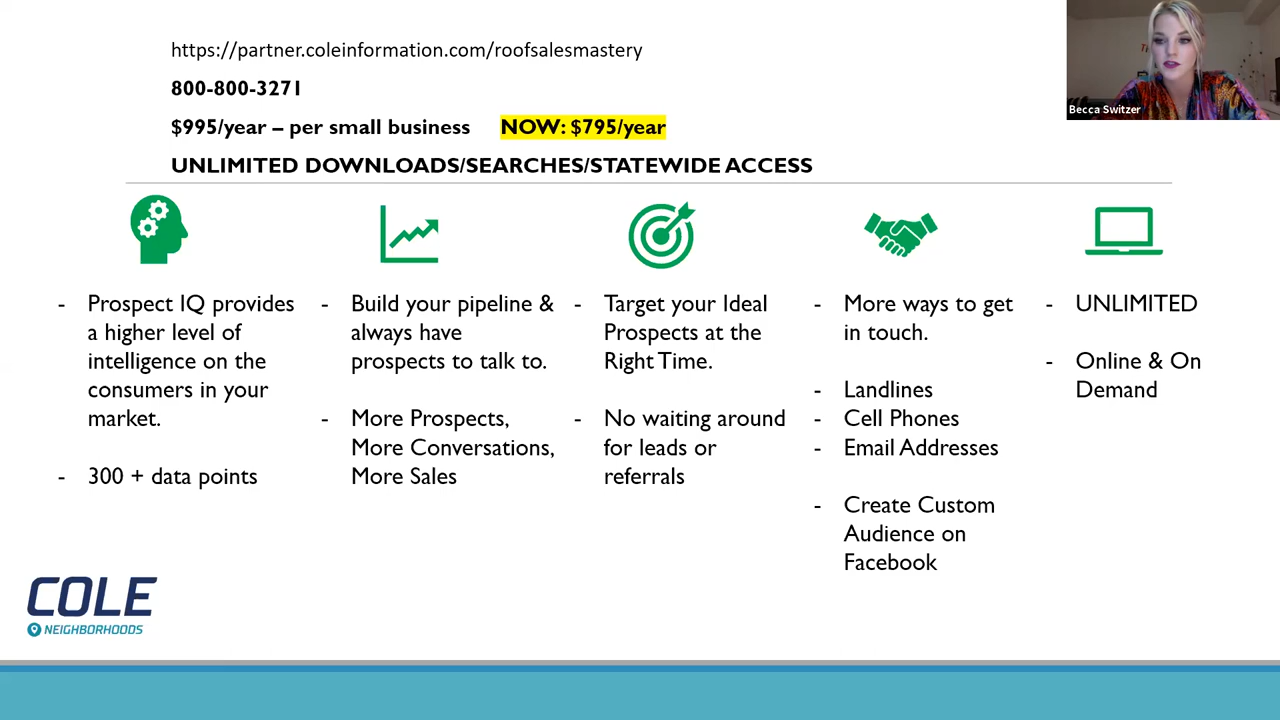 https://partner.coleinformation.com/roofsalesmastery
800-800-3271
$995/year – per small business NOW: $795/year
UNLIMITED DOWNLOADS/SEARCHES/STATEWIDE ACCESS
Becca Switzer
- Prospect IQ provides
a higher level of
intelligence on the
consumers in your
market.
- 300 + data points
- Build your pipeline &
always have
prospects to talk to.
- More Prospects,
More Conversations,
More Sales
- Target your Ideal
Prospects at the
Right Time.
- No waiting around
for leads or
referrals
- More ways to get
in touch.
- Landlines
- Cell Phones
- Email Addresses
- Create Custom
Audience on
Facebook
- UNLIMITED
- Online & On
Demand
COLE
NEIGHBORHOODS